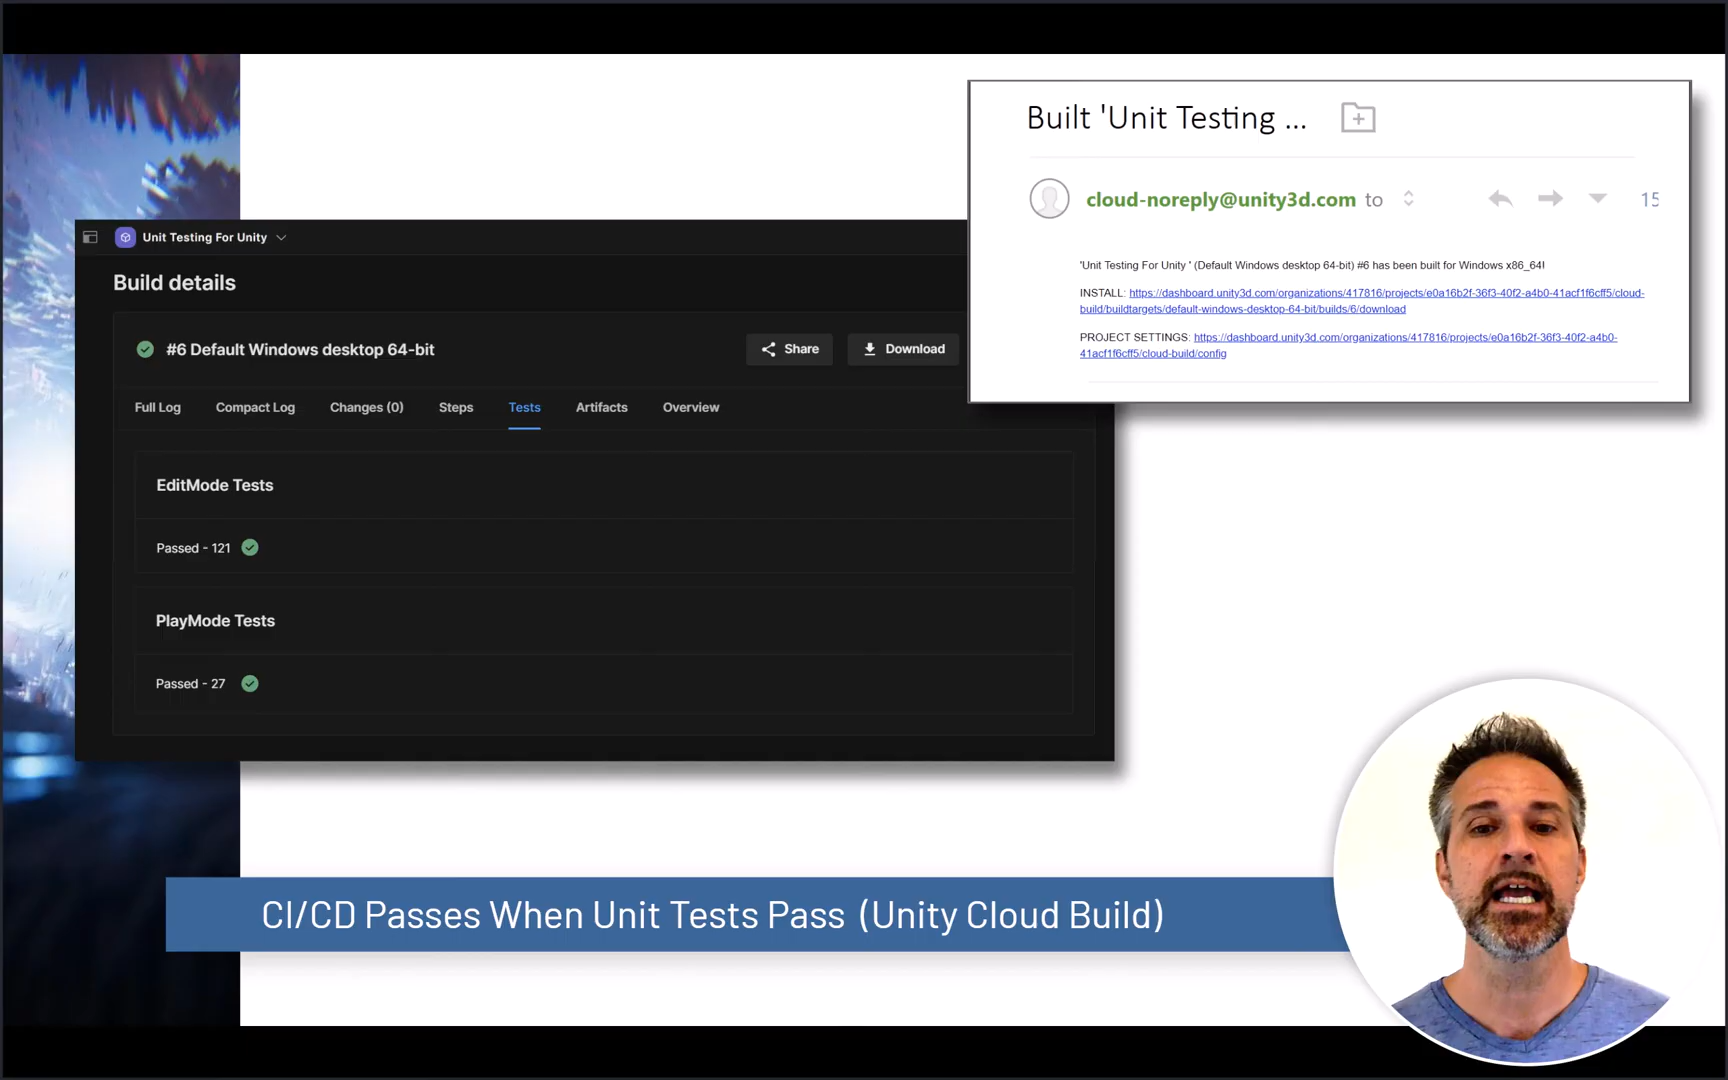 Built 'Unit Testing ...
cloud-noreply@unity3d.com to
15
'Unit Testing For Unity ' (Default Windows desktop 64-bit) #6 has been built for Windows x86_64!
INSTALL: https://dashboard.unity3d.com/organizations/417816/projects/e0a16b2f-36f3-40f2-a4b0-41acf1f6cff5/cloud-
build/buildtargets/default-windows-desktop-64-bit/builds/6/download
PROJECT SETTINGS: https://dashboard.unity3d.com/organizations/417816/projects/e0a16b2f-36f3-40f2-a4b0-
41acf1f6cff5/cloud-build/config
Unit Testing For Unity
Build details
#6 Default Windows desktop 64-bit
Share
Download
Full Log Compact Log Changes (0) Steps Tests Artifacts Overview
EditMode Tests
Passed - 121
PlayMode Tests
Passed - 27
CI/CD Passes When Unit Tests Pass (Unity Cloud Build)